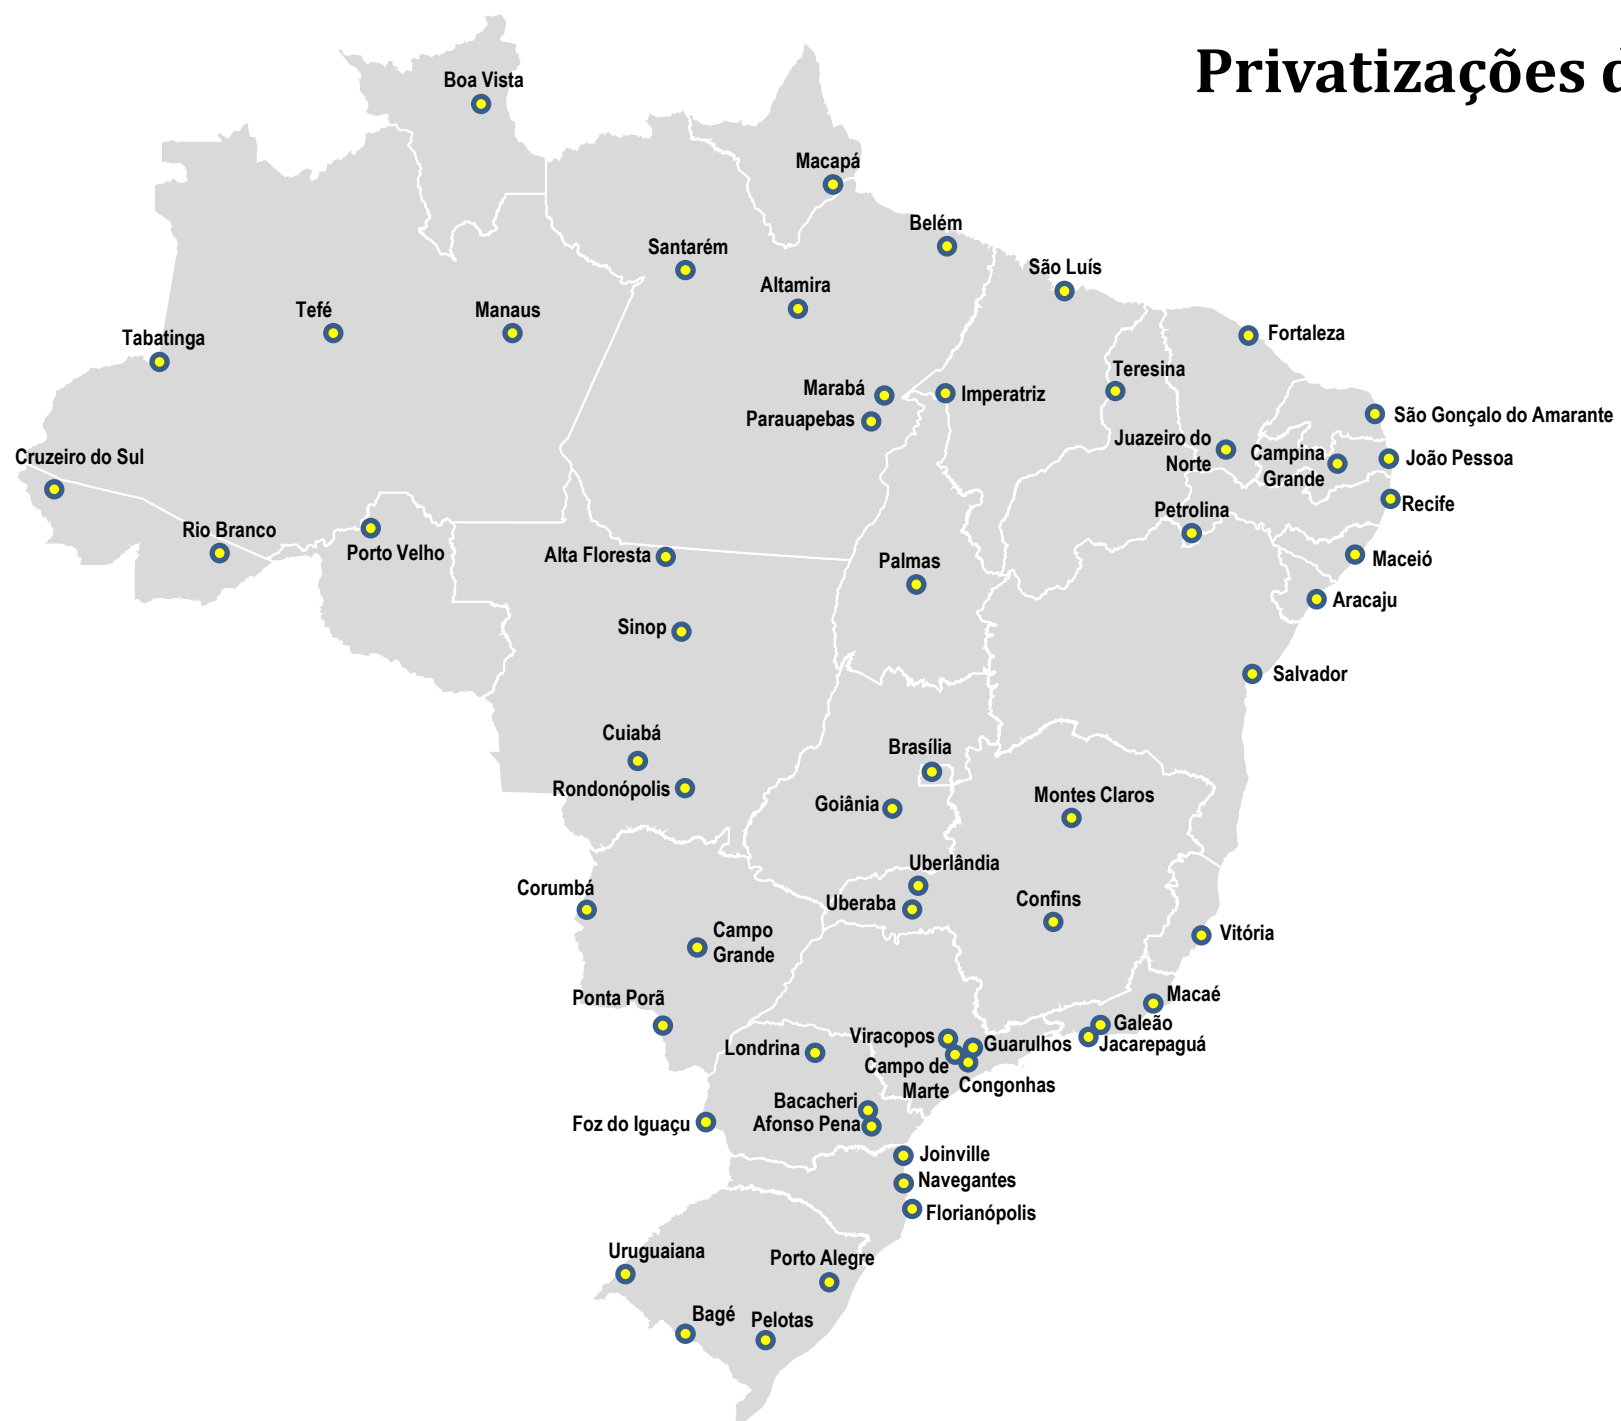 Privatizações
Boa Vista
Macapá
Belém
Santarém
São Luís
Altamira
Tefé
Manaus
Tabatinga
Fortaleza
Teresina
Marabá
Imperatriz
Parauapebas
São Gonçalo do Amarante
Juazeiro do
Norte
Campina
Grande
João Pessoa
Cruzeiro do Sul
Recife
Petrolina
Rio Branco
Porto Velho
Alta Floresta
Palmas
Maceió
Aracaju
Sinop
Salvador
Cuiabá
Brasília
Rondonópolis
Goiânia
Montes Claros
Uberlândia
Corumbá
Uberaba
Confins
Campo
Grande
Vitória
Ponta Porã
Macaé
Galeão
Jacarepaguá
Viracopos
Guarulhos
Londrina
Campo de
Marte
Congonhas
Bacacheri
Afonso Pena
Foz do Iguaçu
Joinville
Navegantes
Florianópolis
Uruguaiana
Porto Alegre
Bagé
Pelotas